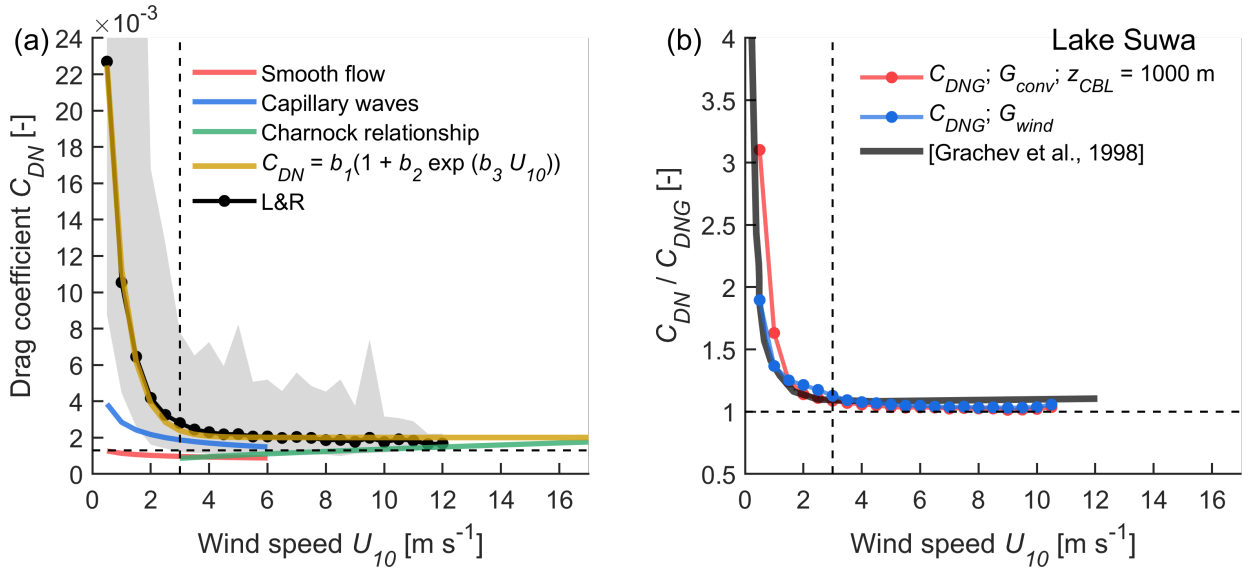 (a)
×10⁻³
24
22
20
18
16
14
12
10
8
6
4
2
0
Drag coefficient C_DN [-]
Smooth flow
Capillary waves
Charnock relationship
C_DN = b_1(1 + b_2 exp (b_3 U_10))
L&R
0 2 4 6 8 10 12 14 16
Wind speed U_10 [m s⁻¹]
(b)
Lake Suwa
4
3.5
3
2.5
2
1.5
1
0.5
C_DN / C_DNG [-]
C_DNG; G_conv; z_CBL = 1000 m
C_DNG; G_wind
[Grachev et al., 1998]
0 2 4 6 8 10 12 14 16
Wind speed U_10 [m s⁻¹]